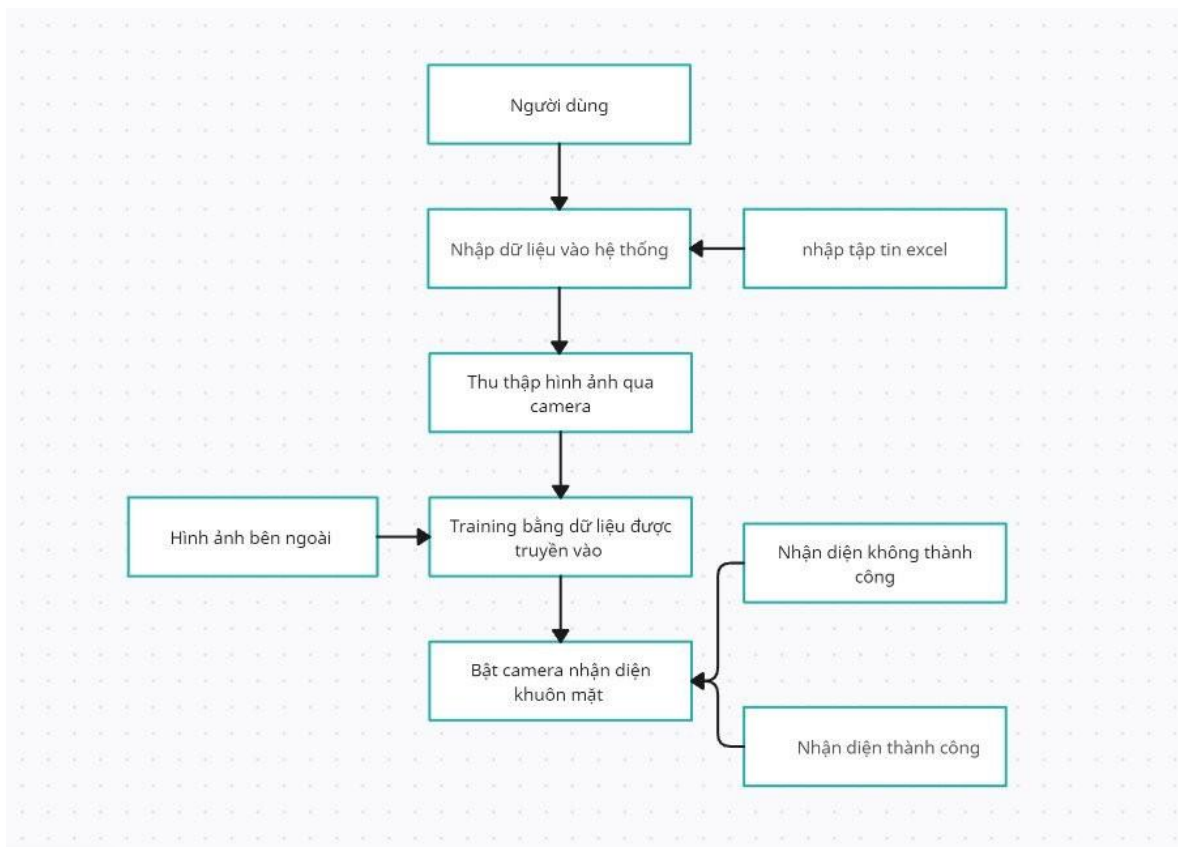 Người dùng
Nhập dữ liệu vào hệ thống
nhập tập tin excel
Thu thập hình ảnh qua
camera
Hình ảnh bên ngoài
Training bằng dữ liệu được
truyền vào
Nhận diện không thành
công
Bật camera nhận diện
khuôn mặt
Nhận diện thành công